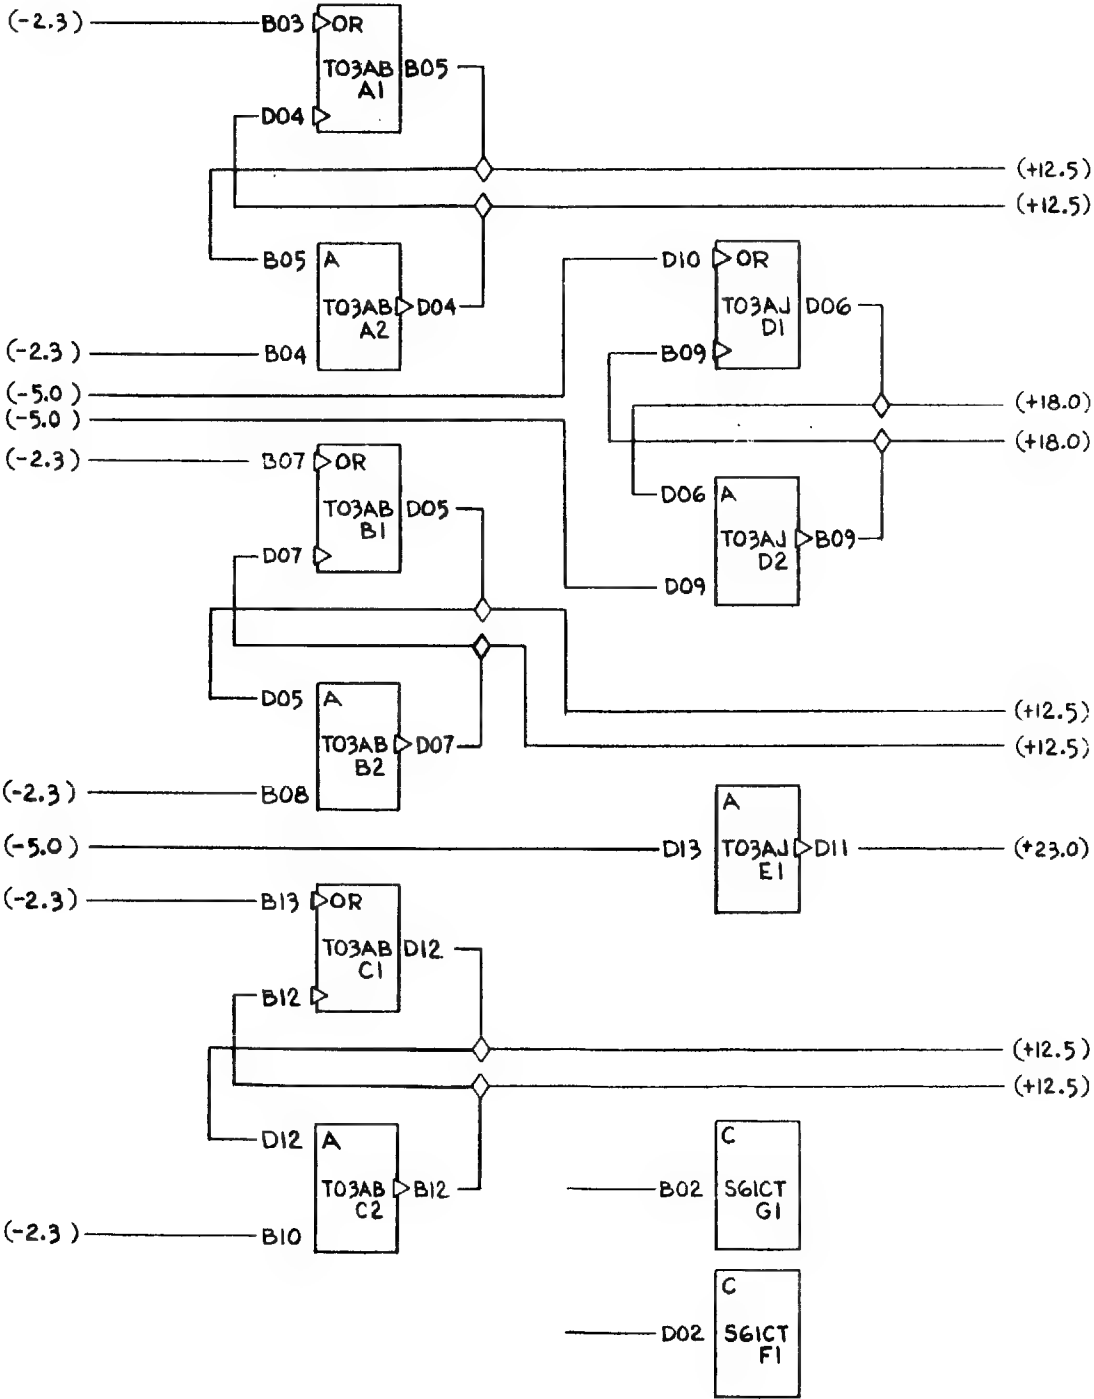 (-2.3) B03 OR
T03AB B05
A1
D04
(+12.5)
(+12.5)
B05 A
T03AB D04
A2
(-2.3) B04
D10 OR
T03AJ D06
D1
B09
(-5.0)
(-5.0)
(+18.0)
(+18.0)
(-2.3) B07 OR
T03AB D05
B1
D07
D06 A
T03AJ B09
D2
D09
D05 A
T03AB D07
B2
(+12.5)
(+12.5)
(-2.3) B08
A
(-5.0) D13 T03AJ D11 (+23.0)
E1
(-2.3) B13 OR
T03AB D12
C1
B12
(+12.5)
(+12.5)
D12 A
T03AB B12
C2
(-2.3) B10
C
B02 SG1CT
G1
C
D02 SG1CT
F1